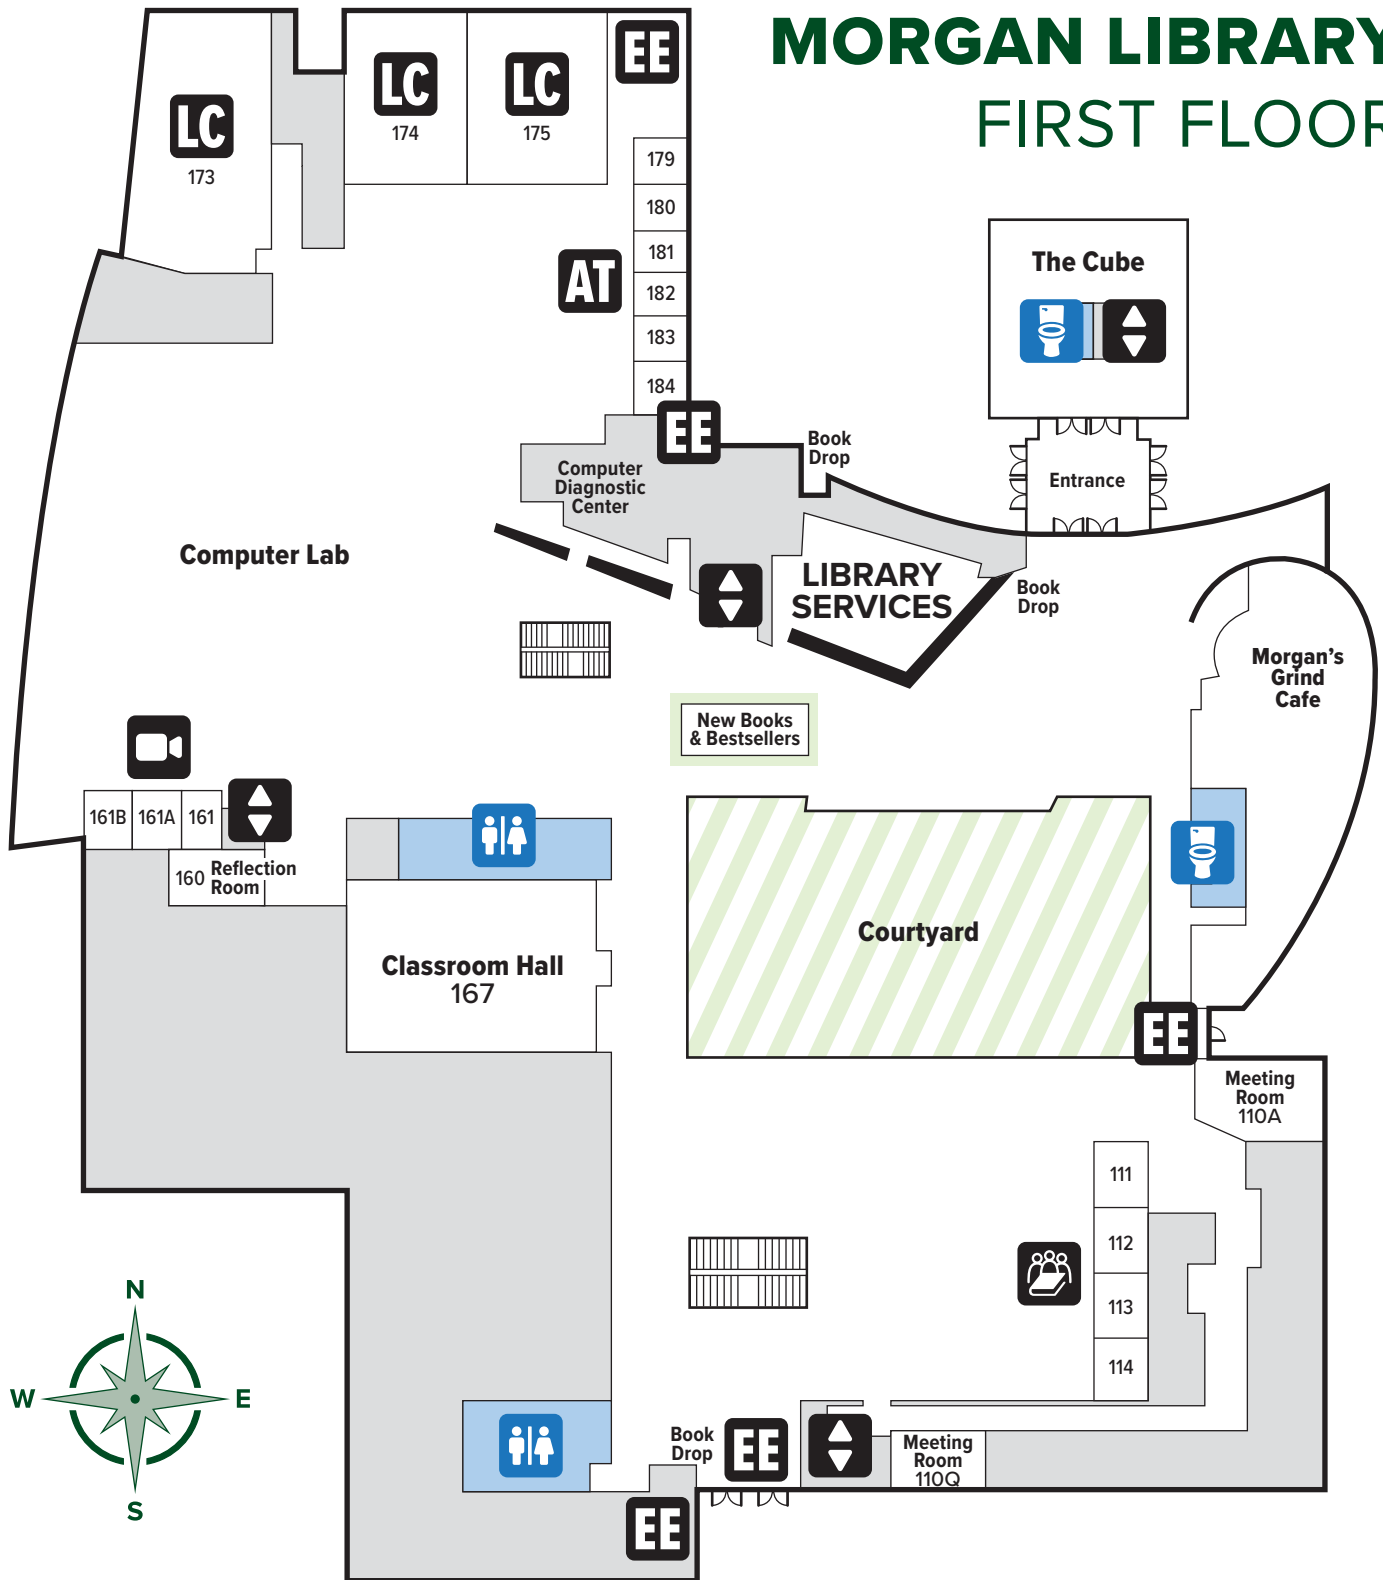 MORGAN LIBRARY
FIRST FLOOR
EE
LC
174
LC
175
LC
173
179
180
181
182
183
184
AT
The Cube
EE
Book
Drop
Entrance
Computer
Diagnostic
Center
Computer Lab
LIBRARY
SERVICES
Book
Drop
Morgan's
Grind
Cafe
New Books
& Bestsellers
161B
161A
161
160
Reflection
Room
Classroom Hall
167
Courtyard
EE
Meeting
Room
110A
111
112
113
114
N
W
E
S
Book
Drop
EE
Meeting
Room
110Q
EE